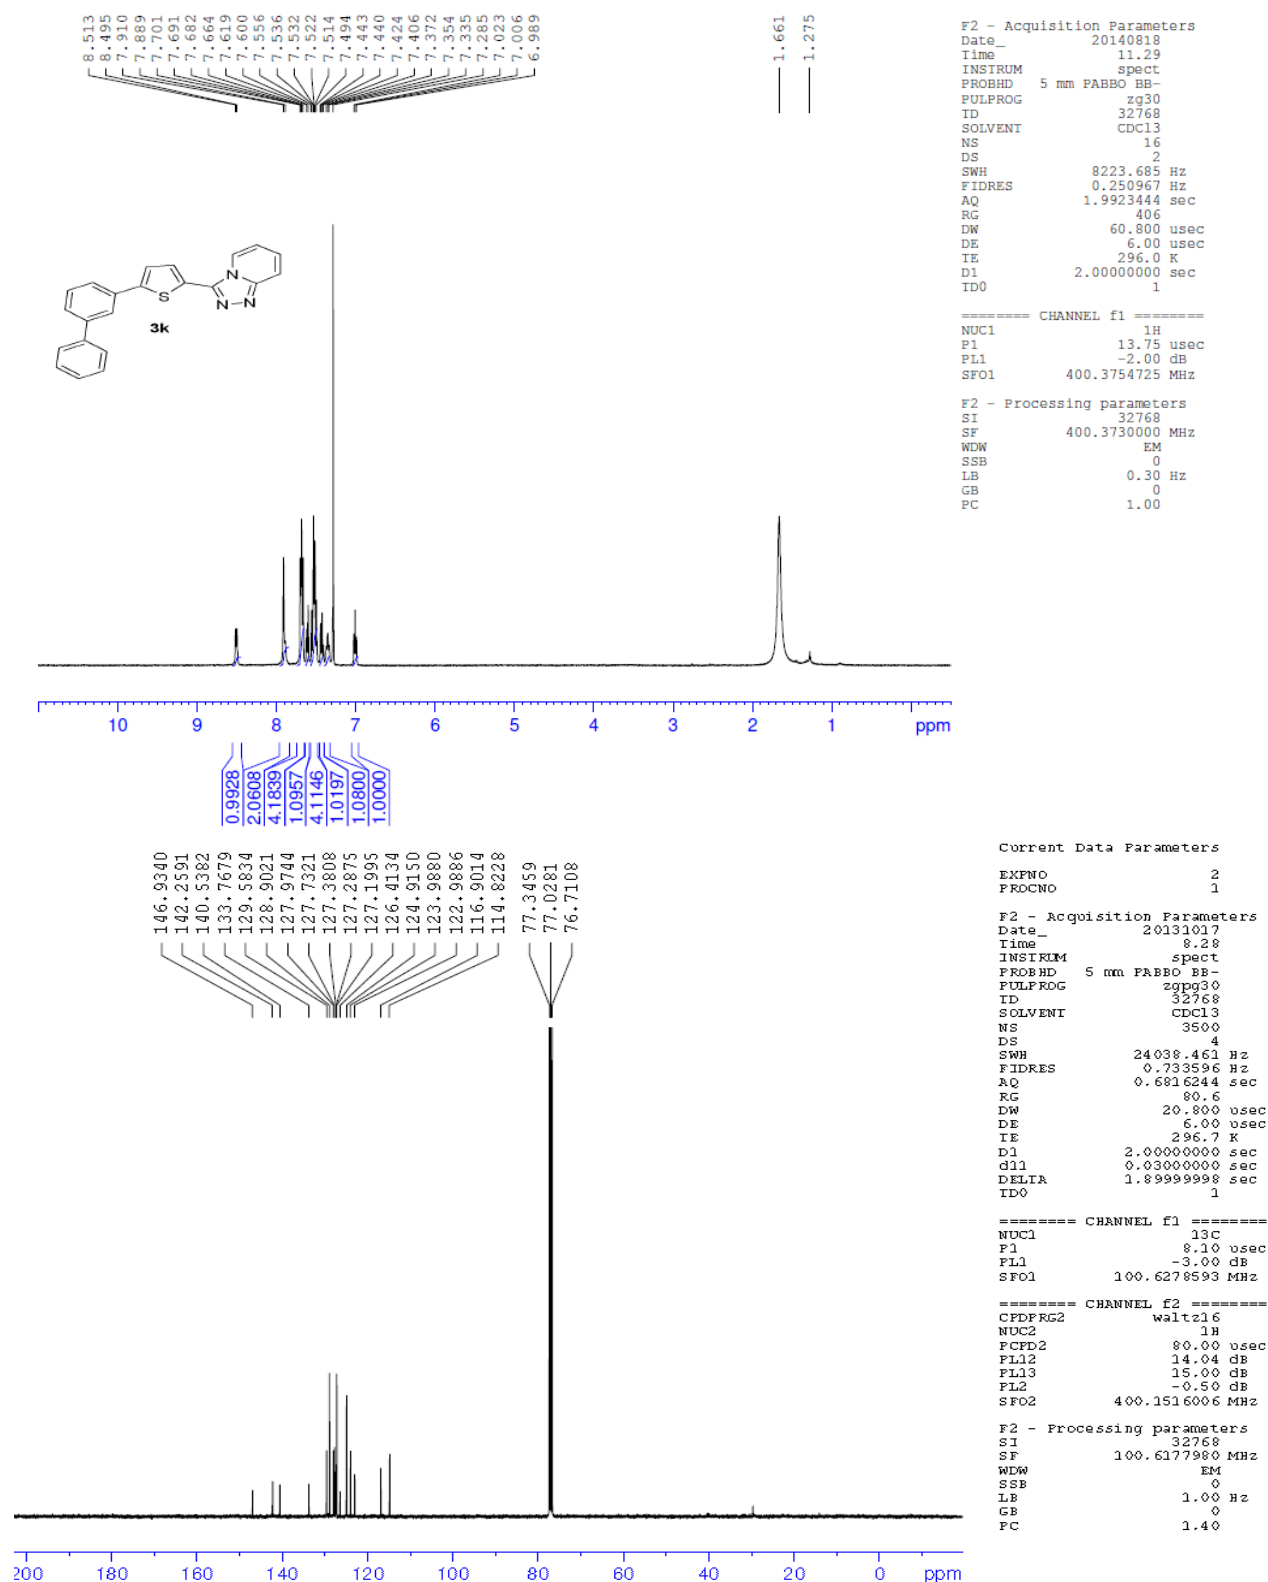 8.513
8.495
7.910
7.889
7.701
7.691
7.682
7.664
7.619
7.600
7.556
7.536
7.532
7.522
7.514
7.494
7.443
7.440
7.424
7.406
7.372
7.354
7.335
7.285
7.023
7.006
6.989
1.661
1.275
F2 - Acquisition Parameters
Date_ 20140818
Time 11.29
INSTRUM spect
PROBHD 5 mm PABBO BB-
PULPROG zg30
TD 32768
SOLVENT CDCl3
NS 16
DS 2
SWH 8223.685 Hz
FIDRES 0.250967 Hz
AQ 1.9923444 sec
RG 406
DW 60.800 usec
DE 6.00 usec
TE 296.0 K
D1 2.00000000 sec
TD0 1
======== CHANNEL f1 ========
NUC1 1H
P1 13.75 usec
PL1 -2.00 dB
SFO1 400.3754725 MHz
F2 - Processing parameters
SI 32768
SF 400.3730000 MHz
WDW EM
SSB 0
LB 0.30 Hz
GB 0
PC 1.00
N
S
N N
3k
10 9 8 7 6 5 4 3 2 1 ppm
0.9928
2.0608
4.1839
1.0957
4.1146
1.0197
1.0800
1.0000
146.9340
142.2591
140.5382
133.7679
129.5834
128.9021
127.9744
127.7321
127.3808
127.2875
127.1995
126.4134
124.9150
123.9880
122.9886
116.9014
114.8228
77.3459
77.0281
76.7108
Current Data Parameters
EXPNO 2
PROCNO 1
F2 - Acquisition Parameters
Date_ 20131017
Time 8.28
INSTRUM spect
PROBHD 5 mm PABBO BB-
PULPROG zgpg30
TD 32768
SOLVENT CDCl3
NS 3500
DS 4
SWH 24038.461 Hz
FIDRES 0.733596 Hz
AQ 0.6816244 sec
RG 80.6
DW 20.800 usec
DE 6.00 usec
TE 296.7 K
D1 2.00000000 sec
d11 0.03000000 sec
DELTA 1.89999998 sec
TD0 1
======== CHANNEL f1 ========
NUC1 13C
P1 8.10 usec
PL1 -3.00 dB
SFO1 100.6278593 MHz
======== CHANNEL f2 ========
CPDPRG2 waltz16
NUC2 1H
PCPD2 80.00 usec
PL12 14.04 dB
PL13 15.00 dB
PL2 -0.50 dB
SFO2 400.1516006 MHz
F2 - Processing parameters
SI 32768
SF 100.6177980 MHz
WDW EM
SSB 0
LB 1.00 Hz
GB 0
PC 1.40
200 180 160 140 120 100 80 60 40 20 0 ppm